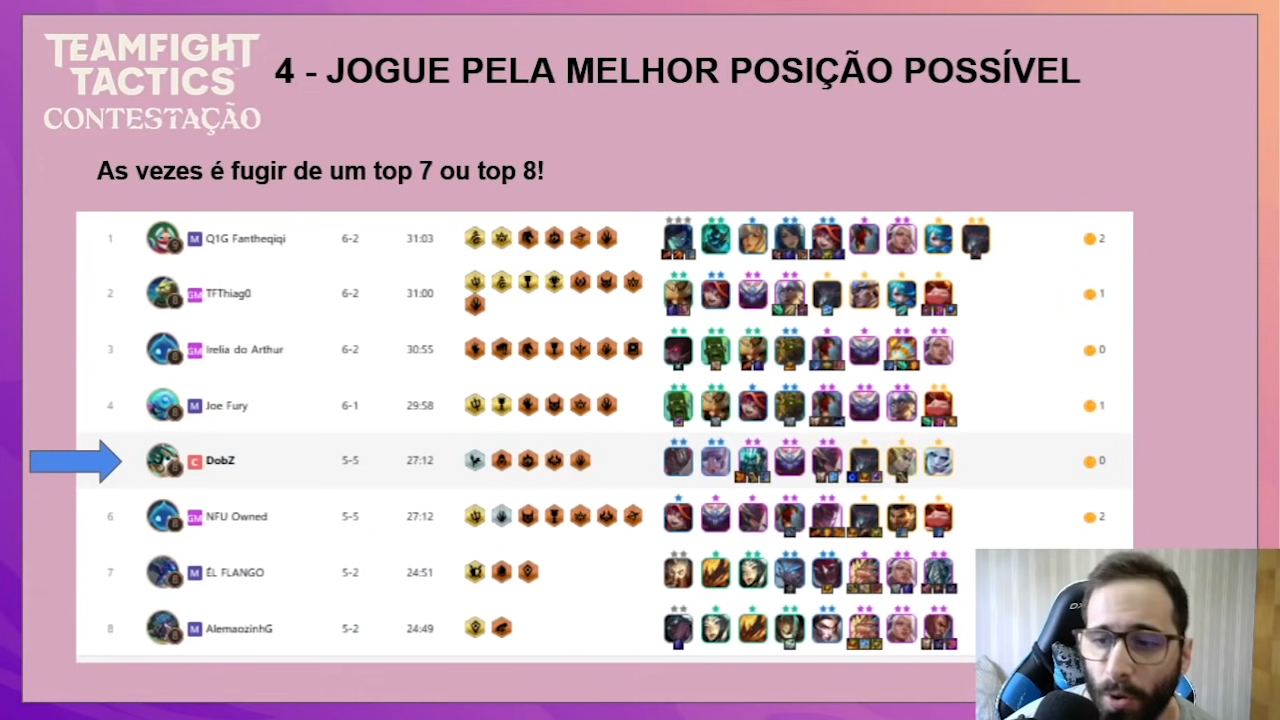 TEAMFIGHT
TACTICS
CONTESTAÇÃO
4 - JOGUE PELA MELHOR POSIÇÃO POSSÍVEL
As vezes é fugir de um top 7 ou top 8!
1 M Q1G Fantheqiqi 6-2 31:03 2
2 GM TFThiag0 6-2 31:00 1
3 GM Irelia do Arthur 6-2 30:55 0
4 M Joe Fury 6-1 29:58 1
C DobZ 5-5 27:12 0
6 GM NFU Owned 5-5 27:12 2
7 M ÉL FLANGO 5-2 24:51
8 M AlemaozinhG 5-2 24:49